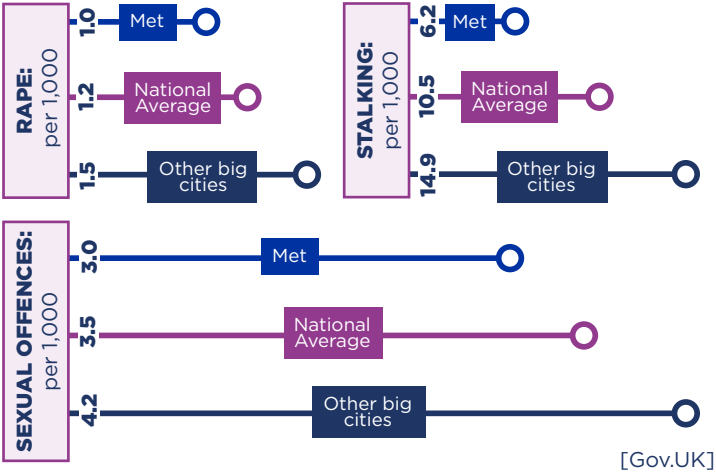 RAPE:
per 1,000
1.0
Met
1.2
National
Average
1.5
Other big
cities
STALKING:
per 1,000
6.2
Met
10.5
National
Average
14.9
Other big
cities
SEXUAL OFFENCES:
per 1,000
3.0
Met
3.5
National
Average
4.2
Other big
cities
[Gov.UK]